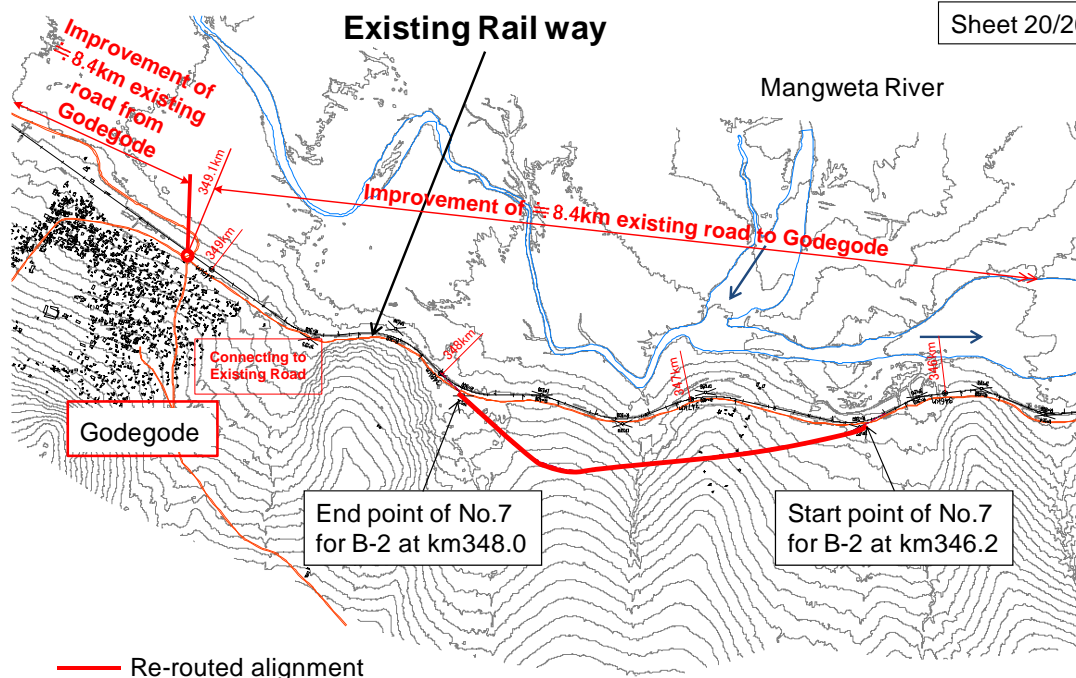 Existing Rail way
Sheet 20/20
Improvement of
≒8.4km existing
road from
Godegode
Mangweta River
349.1km
349km
Improvement of ≒8.4km existing road to Godegode
Connecting to
Existing Road
348km
347km
346km
Godegode
End point of No.7
for B-2 at km348.0
Start point of No.7
for B-2 at km346.2
Re-routed alignment